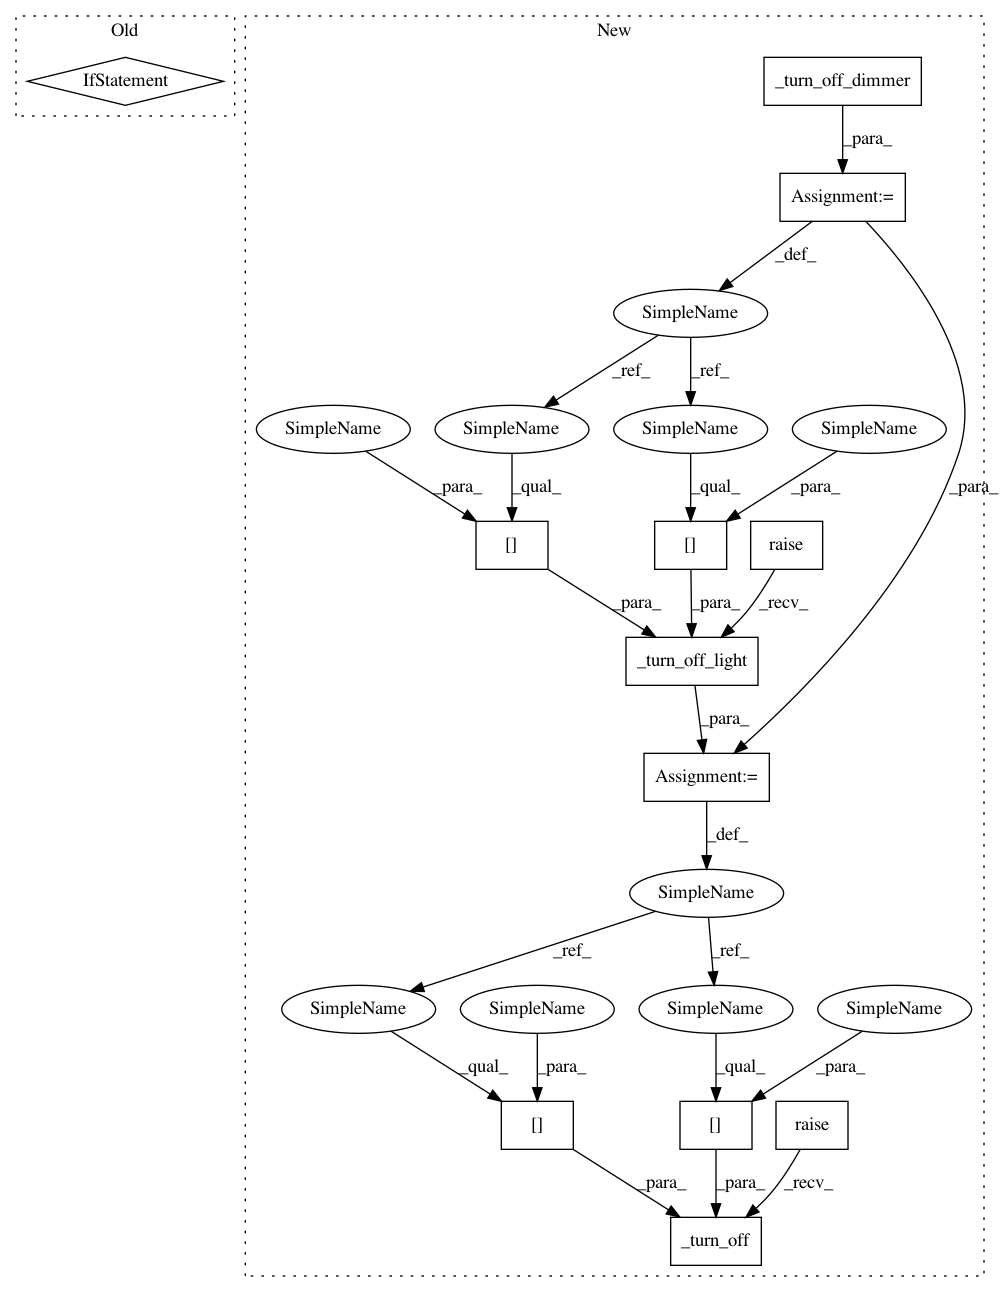 Old
New
IfStatement
_turn_off_dimmer
_para_
Assignment:=
_def_
SimpleName
_ref_
_ref_
SimpleName
SimpleName
SimpleName
SimpleName
_para_
_qual_
_qual_
_para_
_para_
[]
[]
raise
_para_
_para_
_recv_
_turn_off_light
_para_
Assignment:=
_def_
SimpleName
_ref_
_ref_
SimpleName
SimpleName
SimpleName
SimpleName
_qual_
_para_
_qual_
_para_
[]
[]
raise
_para_
_para_
_recv_
_turn_off